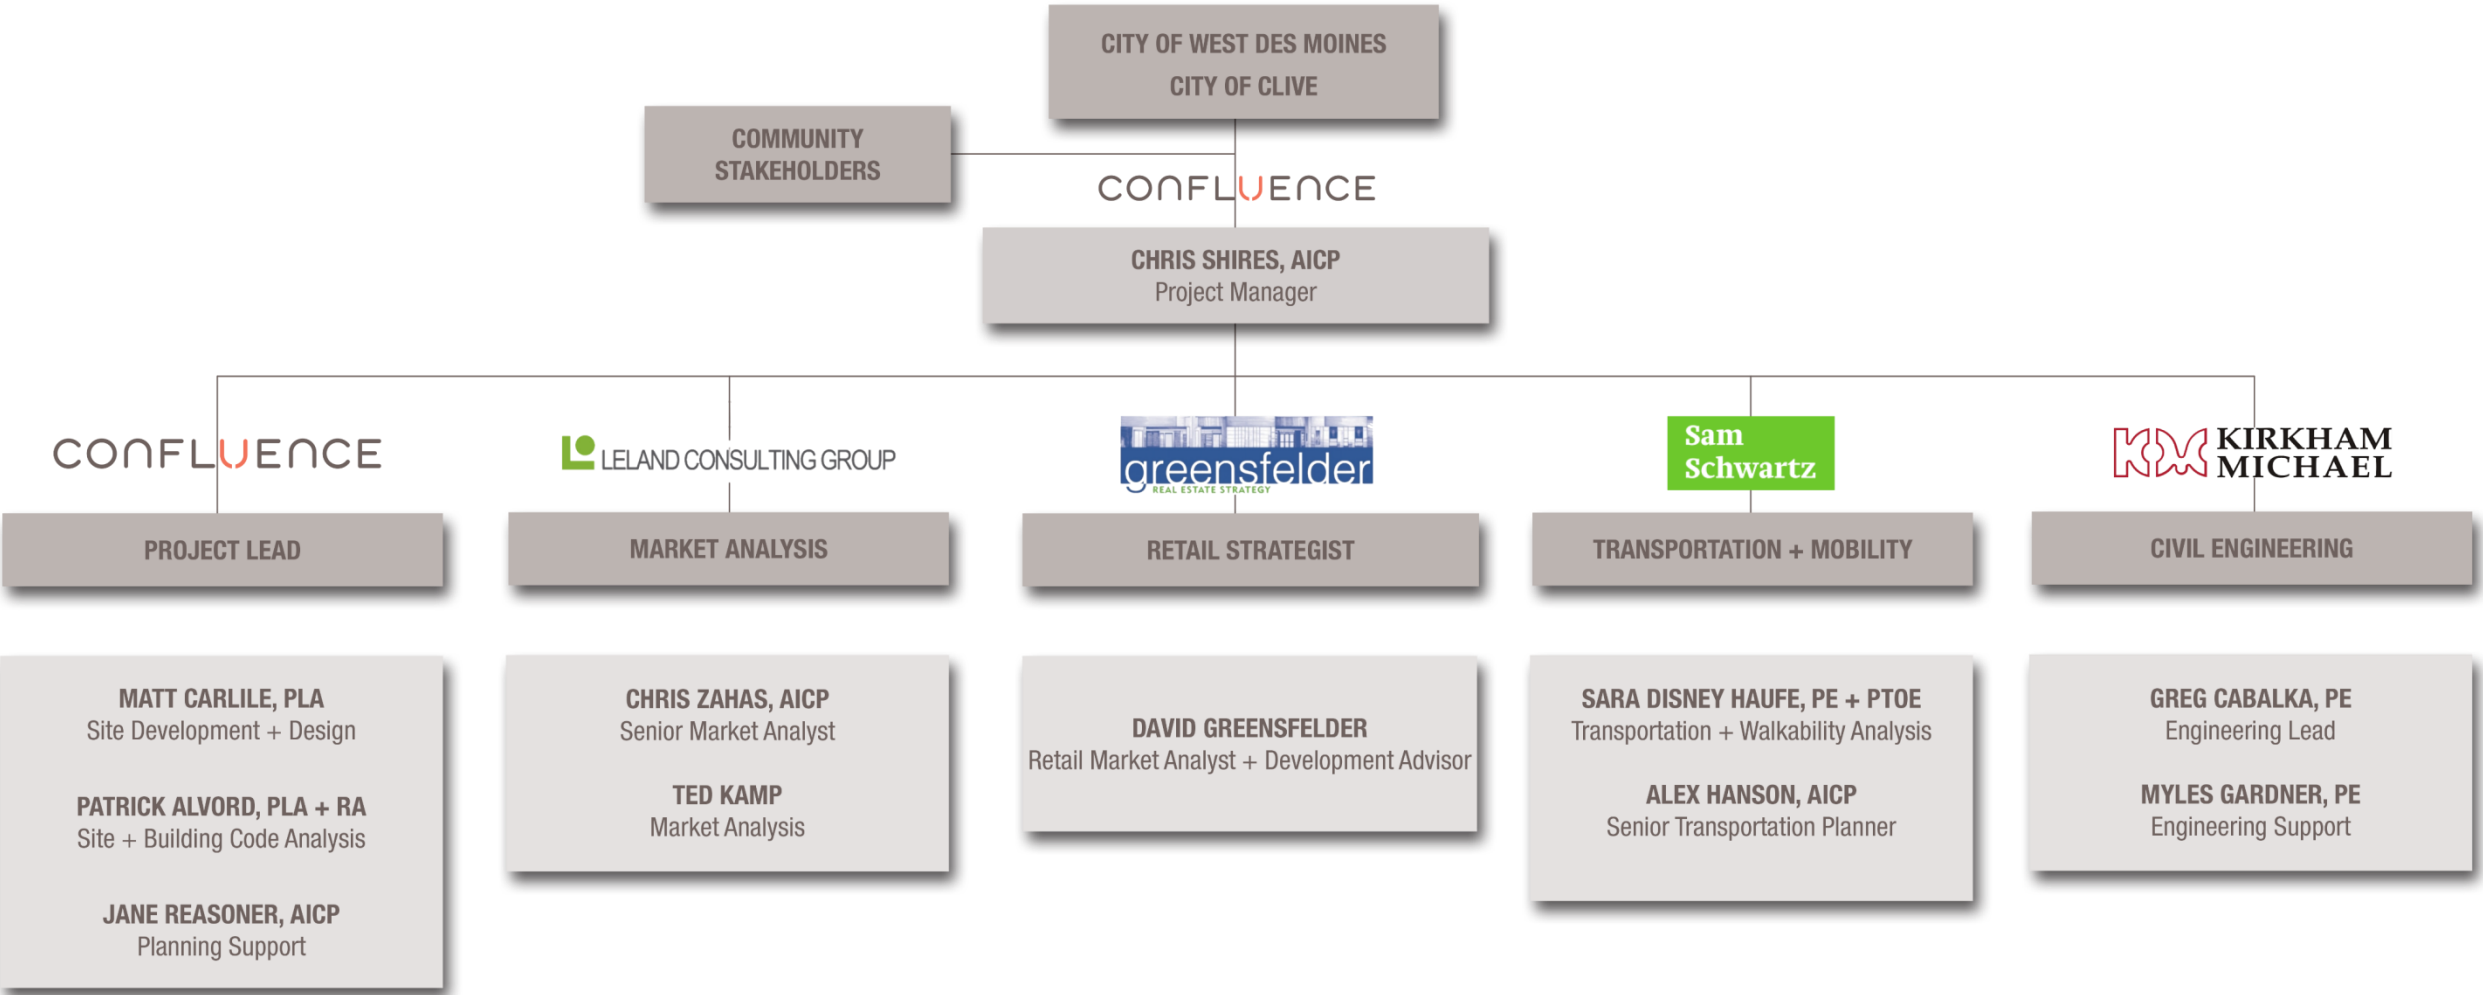 CITY OF WEST DES MOINES
CITY OF CLIVE
COMMUNITY
STAKEHOLDERS
CONFLUENCE
CHRIS SHIRES, AICP
Project Manager
CONFLUENCE
PROJECT LEAD
MATT CARLILE, PLA
Site Development + Design
PATRICK ALVORD, PLA + RA
Site + Building Code Analysis
JANE REASONER, AICP
Planning Support
LELAND CONSULTING GROUP
MARKET ANALYSIS
CHRIS ZAHAS, AICP
Senior Market Analyst
TED KAMP
Market Analysis
greensfelder
REAL ESTATE STRATEGY
RETAIL STRATEGIST
DAVID GREENSFELDER
Retail Market Analyst + Development Advisor
Sam
Schwartz
TRANSPORTATION + MOBILITY
SARA DISNEY HAUFE, PE + PTOE
Transportation + Walkability Analysis
ALEX HANSON, AICP
Senior Transportation Planner
KIRKHAM
MICHAEL
CIVIL ENGINEERING
GREG CABALKA, PE
Engineering Lead
MYLES GARDNER, PE
Engineering Support